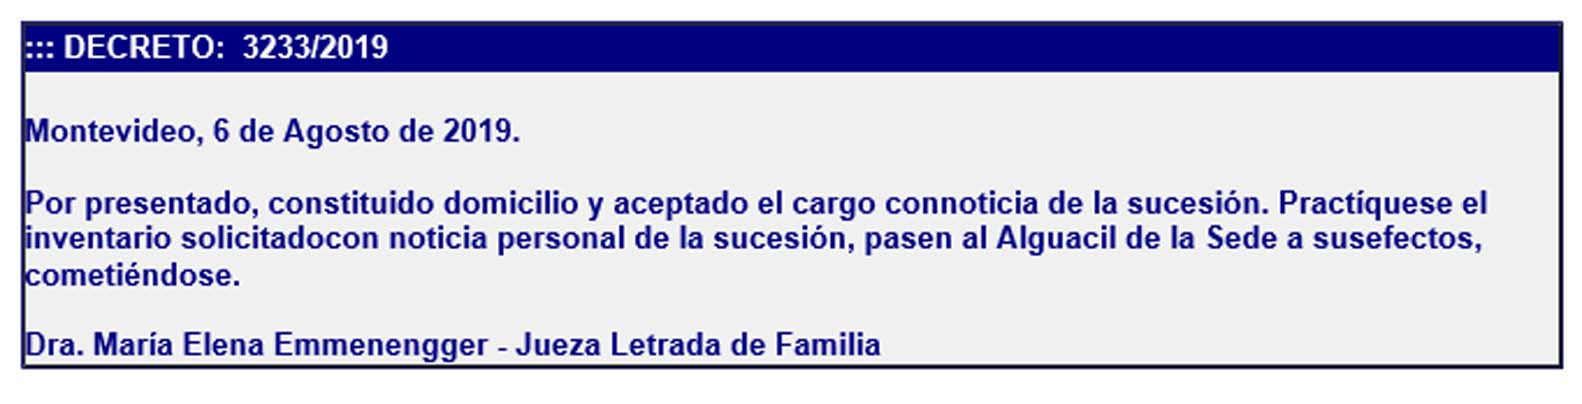 ::: DECRETO:  3233/2019
Montevideo, 6 de Agosto de 2019.
Por presentado, constituido domicilio y aceptado el cargo connoticia de la sucesión. Practíquese el
inventario solicitadocon noticia personal de la sucesión, pasen al Alguacil de la Sede a susefectos,
cometiéndose.
Dra. María Elena Emmenengger - Jueza Letrada de Familia